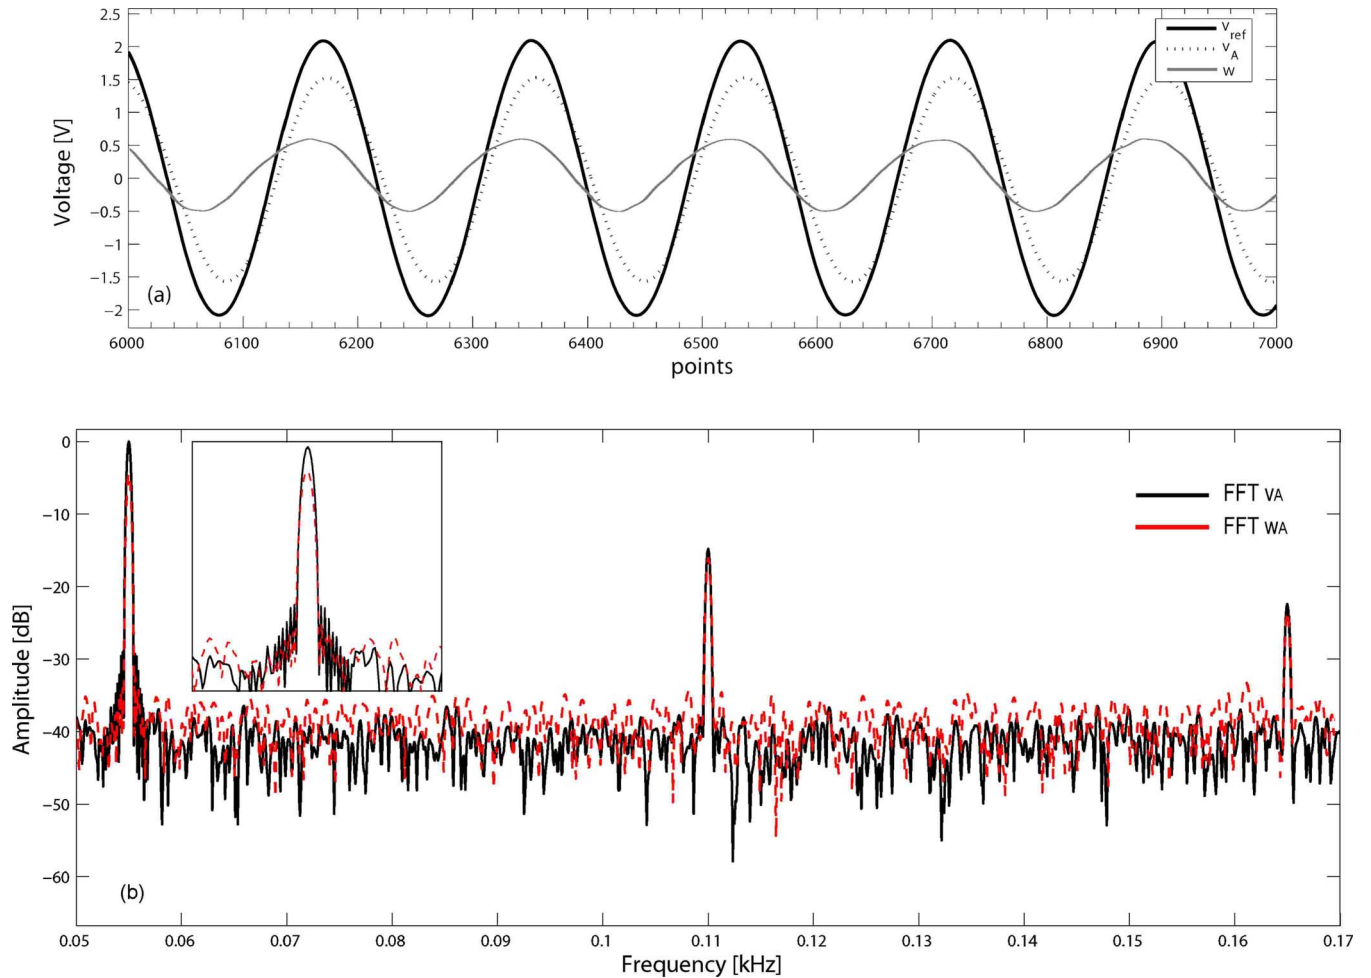 2.5
2
1.5
1
0.5
0
−0.5
−1
−1.5
−2
Voltage [V]
(a)
V ref
V A
W
6000 6100 6200 6300 6400 6500 6600 6700 6800 6900 7000
points
0
−10
−20
−30
−40
−50
−60
Amplitude [dB]
FFT VA
FFT WA
(b)
0.05 0.06 0.07 0.08 0.09 0.1 0.11 0.12 0.13 0.14 0.15 0.16 0.17
Frequency [kHz]